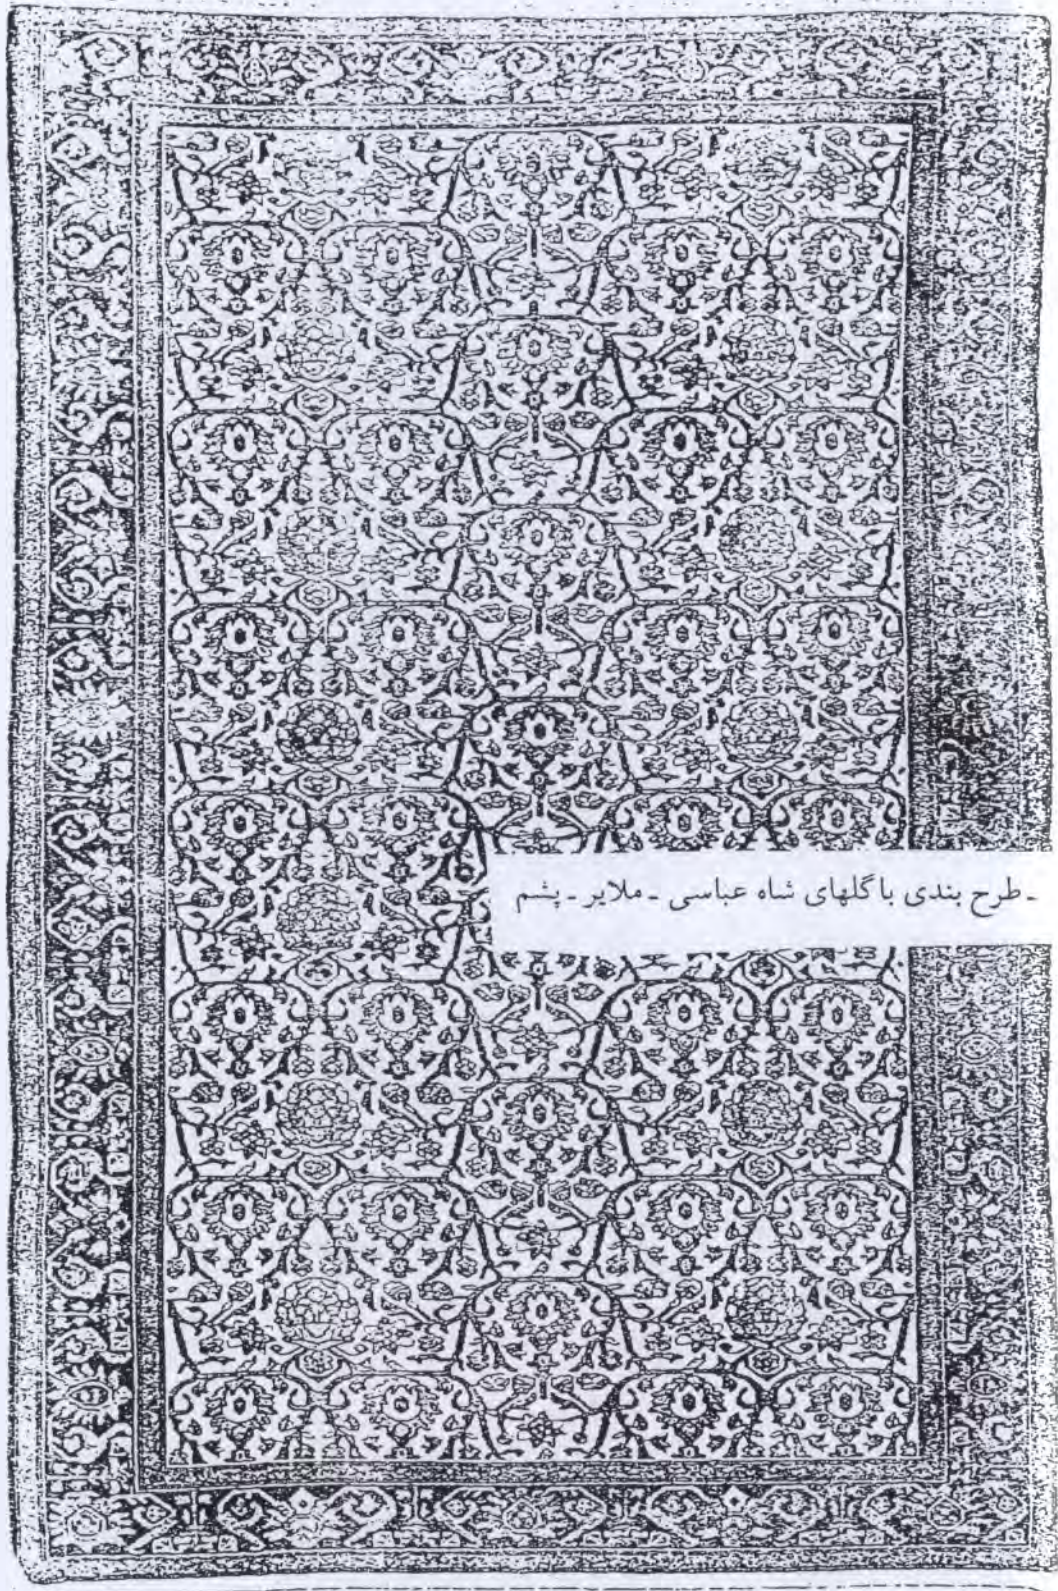 ـ طرح بندی با گلهای شاه عباسی ـ ملایر ـ پشم